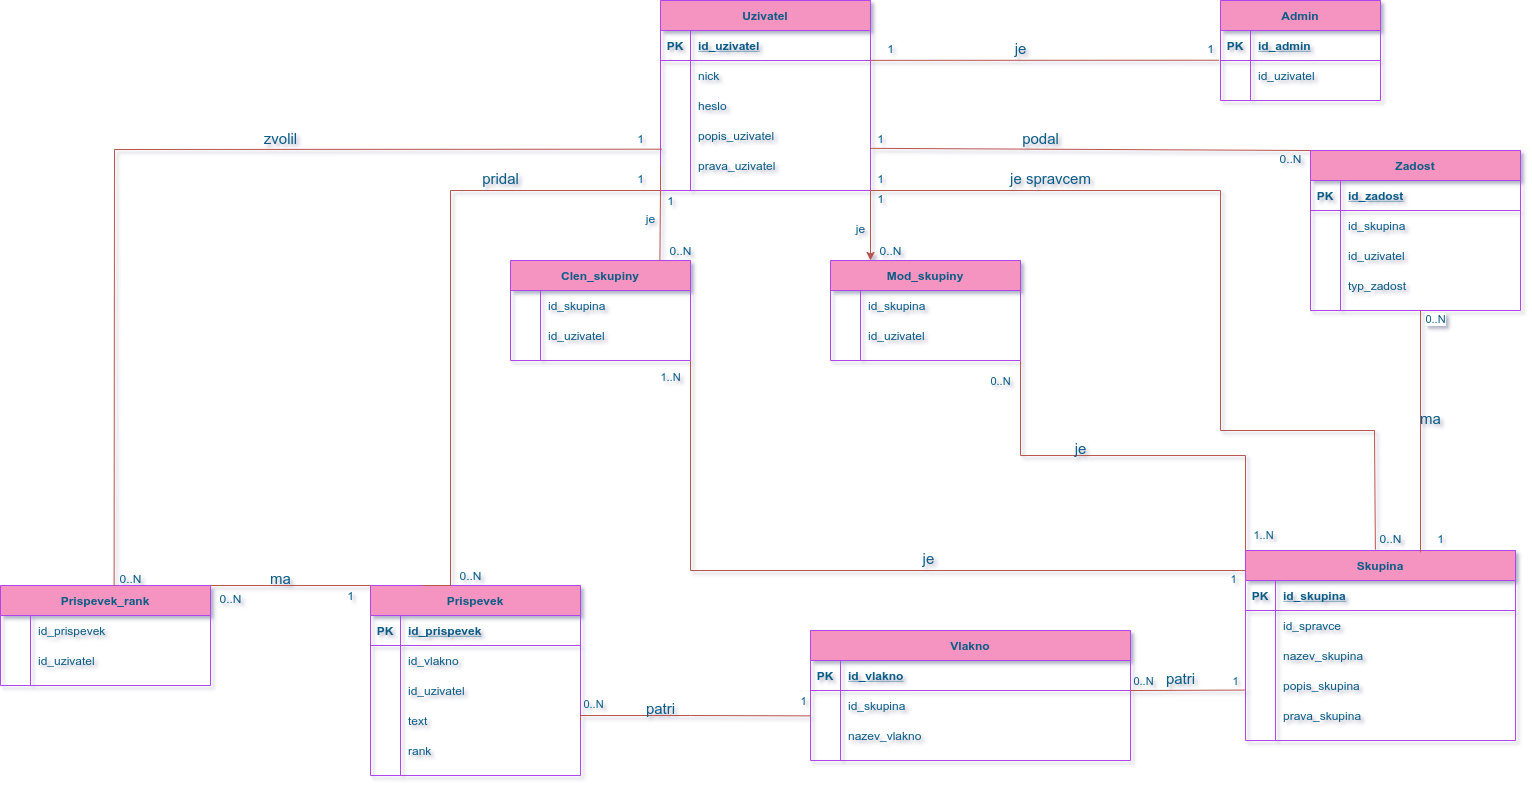 Uzivatel
PK id_uzivatel
nick
heslo
popis_uzivatel
prava_uzivatel
Admin
PK id_admin
id_uzivatel
1 je 1
zvolil 1
1 podal 0..N
pridal 1
1 je spravcem
1
je
0..N
1
je
0..N
Zadost
PK id_zadost
id_skupina
id_uzivatel
typ_zadost
Clen_skupiny
id_skupina
id_uzivatel
Mod_skupiny
id_skupina
id_uzivatel
0..N
ma
1
1..N
0..N
je
1..N
0..N
je
1
0..N
0..N
Prispevek_rank
id_prispevek
id_uzivatel
ma
0..N 1
Prispevek
PK id_prispevek
id_vlakno
id_uzivatel
text
rank
0..N patri 1
Vlakno
PK id_vlakno
id_skupina
nazev_vlakno
0..N patri 1
Skupina
PK id_skupina
id_spravce
nazev_skupina
popis_skupina
prava_skupina